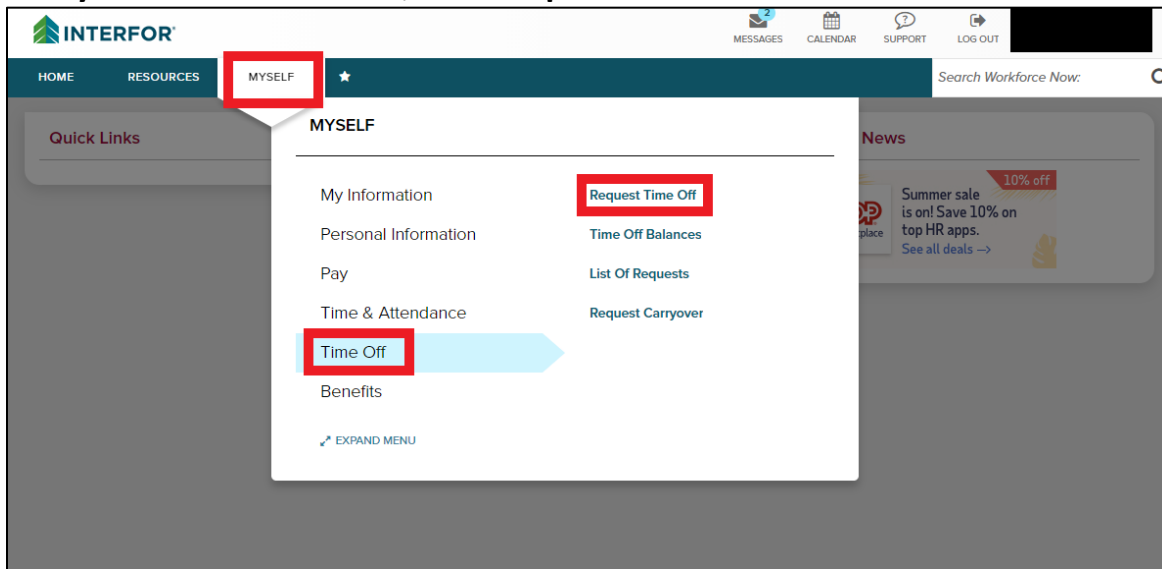 INTERFOR
2
MESSAGES
CALENDAR
SUPPORT
LOG OUT
HOME
RESOURCES
MYSELF
Search Workforce Now:
Quick Links
MYSELF
News
My Information
Request Time Off
10% off
Personal Information
Time Off Balances
Summer sale
is on! Save 10% on
top HR apps.
See all deals -->
Pay
List Of Requests
Time & Attendance
Request Carryover
Time Off
Benefits
EXPAND MENU